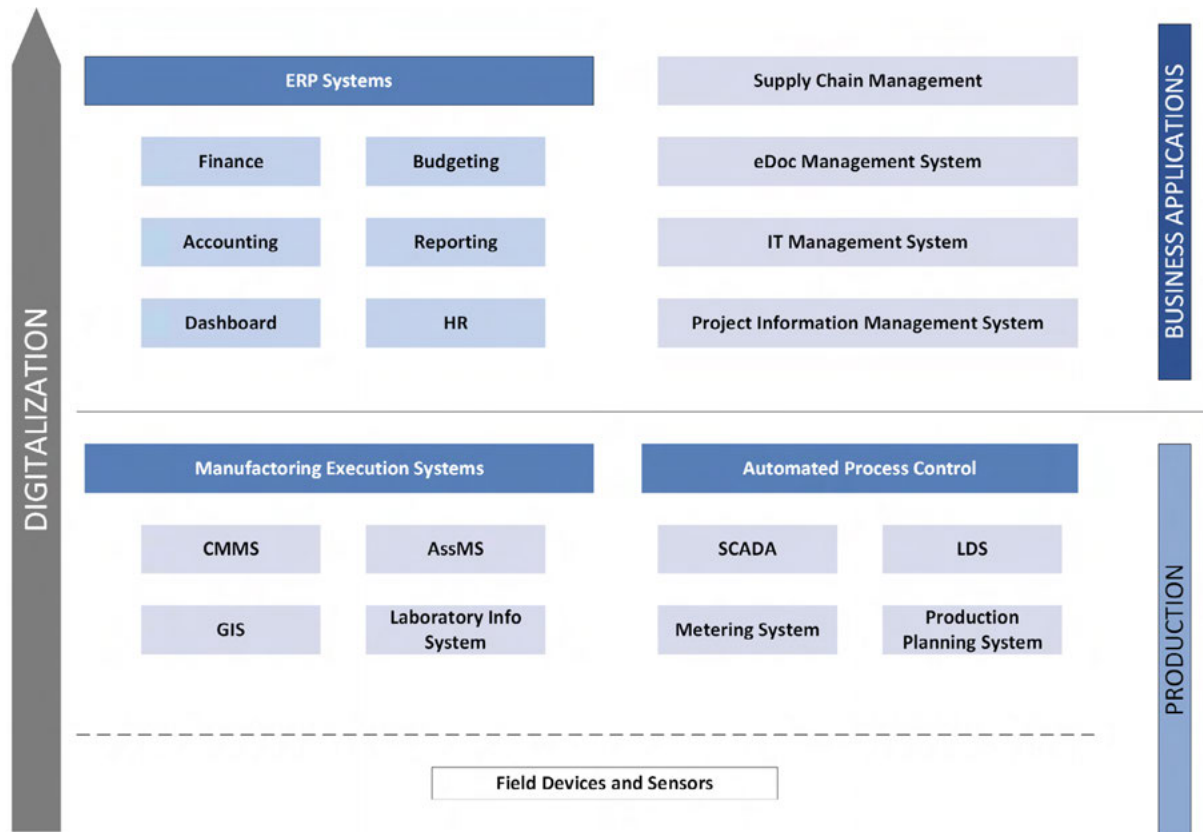 DIGITALIZATION
ERP Systems
Finance
Budgeting
Accounting
Reporting
Dashboard
HR
Supply Chain Management
eDoc Management System
IT Management System
Project Information Management System
BUSINESS APPLICATIONS
Manufactoring Execution Systems
CMMS
AssMS
GIS
Laboratory Info
System
Automated Process Control
SCADA
LDS
Metering System
Production
Planning System
PRODUCTION
Field Devices and Sensors